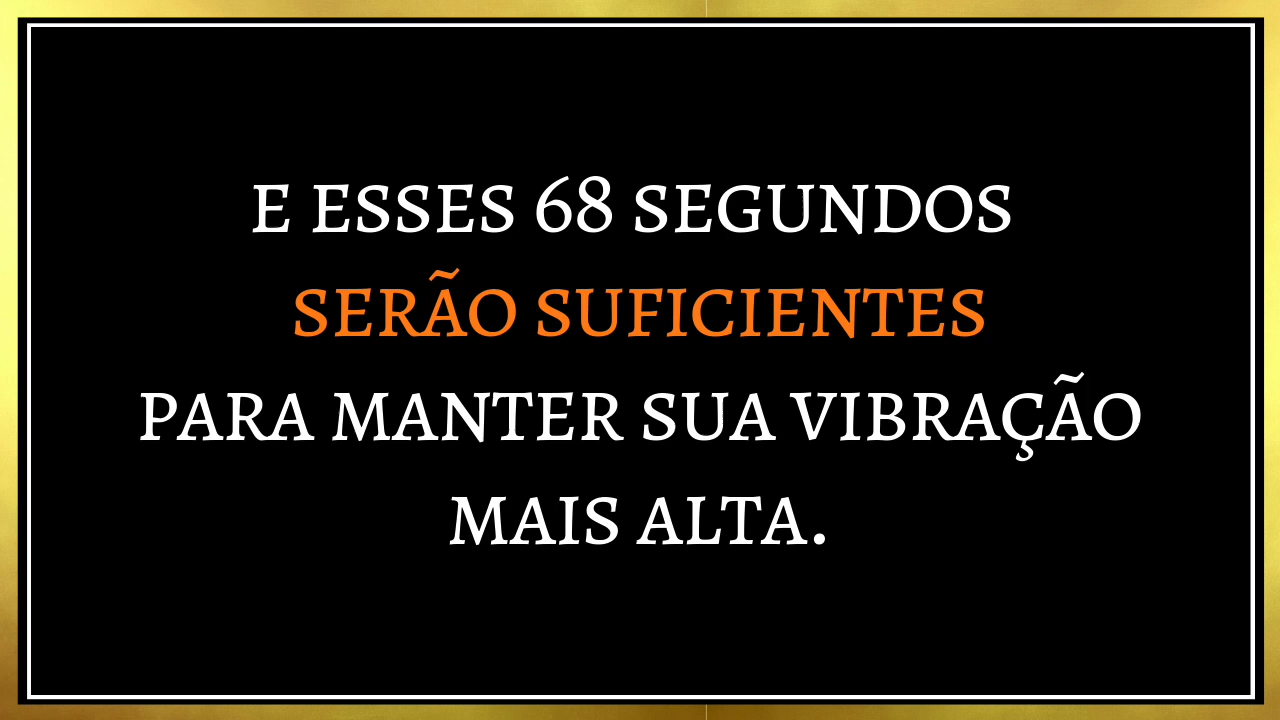 E ESSES 68 SEGUNDOS
SERÃO SUFICIENTES
PARA MANTER SUA VIBRAÇÃO
MAIS ALTA.